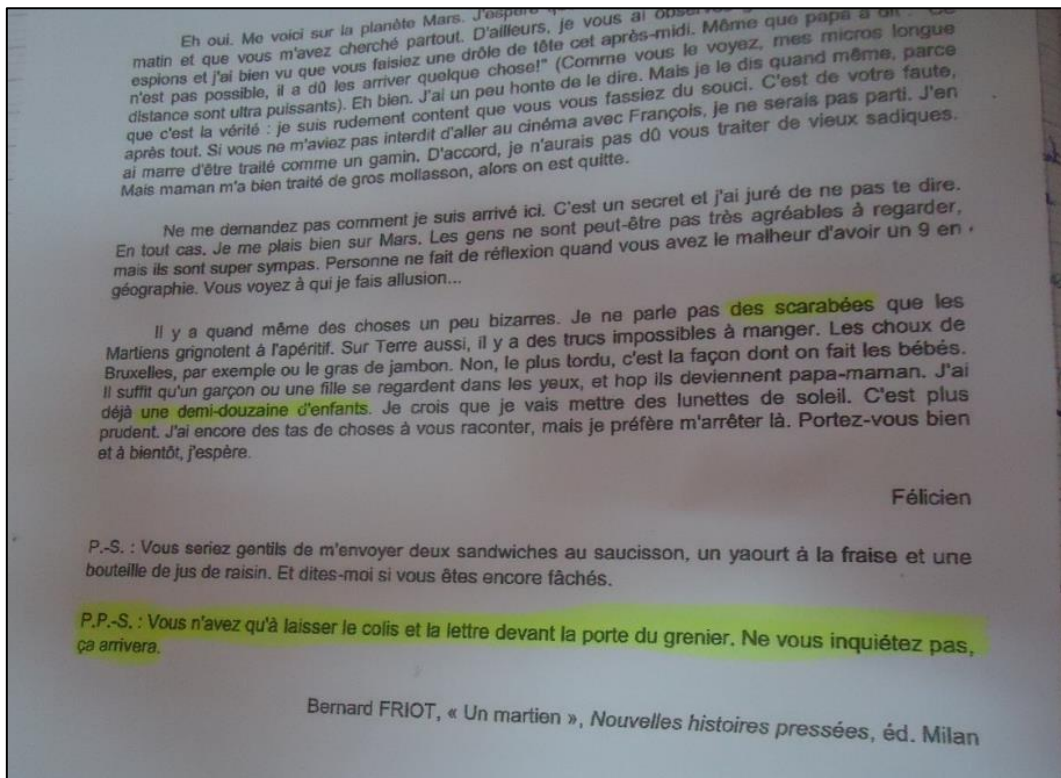 Eh oui. Me voici sur la planète Mars. J'espère
matin et que vous m'avez cherché partout. D'ailleurs, je vous ai observés
espions et j'ai bien vu que vous faisiez une drôle de tête cet après-midi. Même que papa a dit :
n'est pas possible, il a dû les arriver quelque chose!" (Comme vous le voyez, mes micros longue
distance sont ultra puissants). Eh bien. J'ai un peu honte de le dire. Mais je le dis quand même, parce
que c'est la vérité : je suis rudement content que vous vous fassiez du souci. C'est de votre faute,
après tout. Si vous ne m'aviez pas interdit d'aller au cinéma avec François, je ne serais pas parti. J'en
ai marre d'être traité comme un gamin. D'accord, je n'aurais pas dû vous traiter de vieux sadiques.
Mais maman m'a bien traité de gros mollasson, alors on est quitte.
Ne me demandez pas comment je suis arrivé ici. C'est un secret et j'ai juré de ne pas te dire.
En tout cas. Je me plais bien sur Mars. Les gens ne sont peut-être pas très agréables à regarder,
mais ils sont super sympas. Personne ne fait de réflexion quand vous avez le malheur d'avoir un 9 en
géographie. Vous voyez à qui je fais allusion...
Il y a quand même des choses un peu bizarres. Je ne parle pas des scarabées que les
Martiens grignotent à l'apéritif. Sur Terre aussi, il y a des trucs impossibles à manger. Les choux de
Bruxelles, par exemple ou le gras de jambon. Non, le plus tordu, c'est la façon dont on fait les bébés.
Il suffit qu'un garçon ou une fille se regardent dans les yeux, et hop ils deviennent papa-maman. J'ai
déjà une demi-douzaine d'enfants. Je crois que je vais mettre des lunettes de soleil. C'est plus
prudent. J'ai encore des tas de choses à vous raconter, mais je préfère m'arrêter là. Portez-vous bien
et à bientôt, j'espère.
Félicien
P.-S. : Vous seriez gentils de m'envoyer deux sandwiches au saucisson, un yaourt à la fraise et une
bouteille de jus de raisin. Et dites-moi si vous êtes encore fâchés.
P.P.-S. : Vous n'avez qu'à laisser le colis et la lettre devant la porte du grenier. Ne vous inquiétez pas,
ça arrivera.
Bernard FRIOT, « Un martien », Nouvelles histoires pressées, éd. Milan